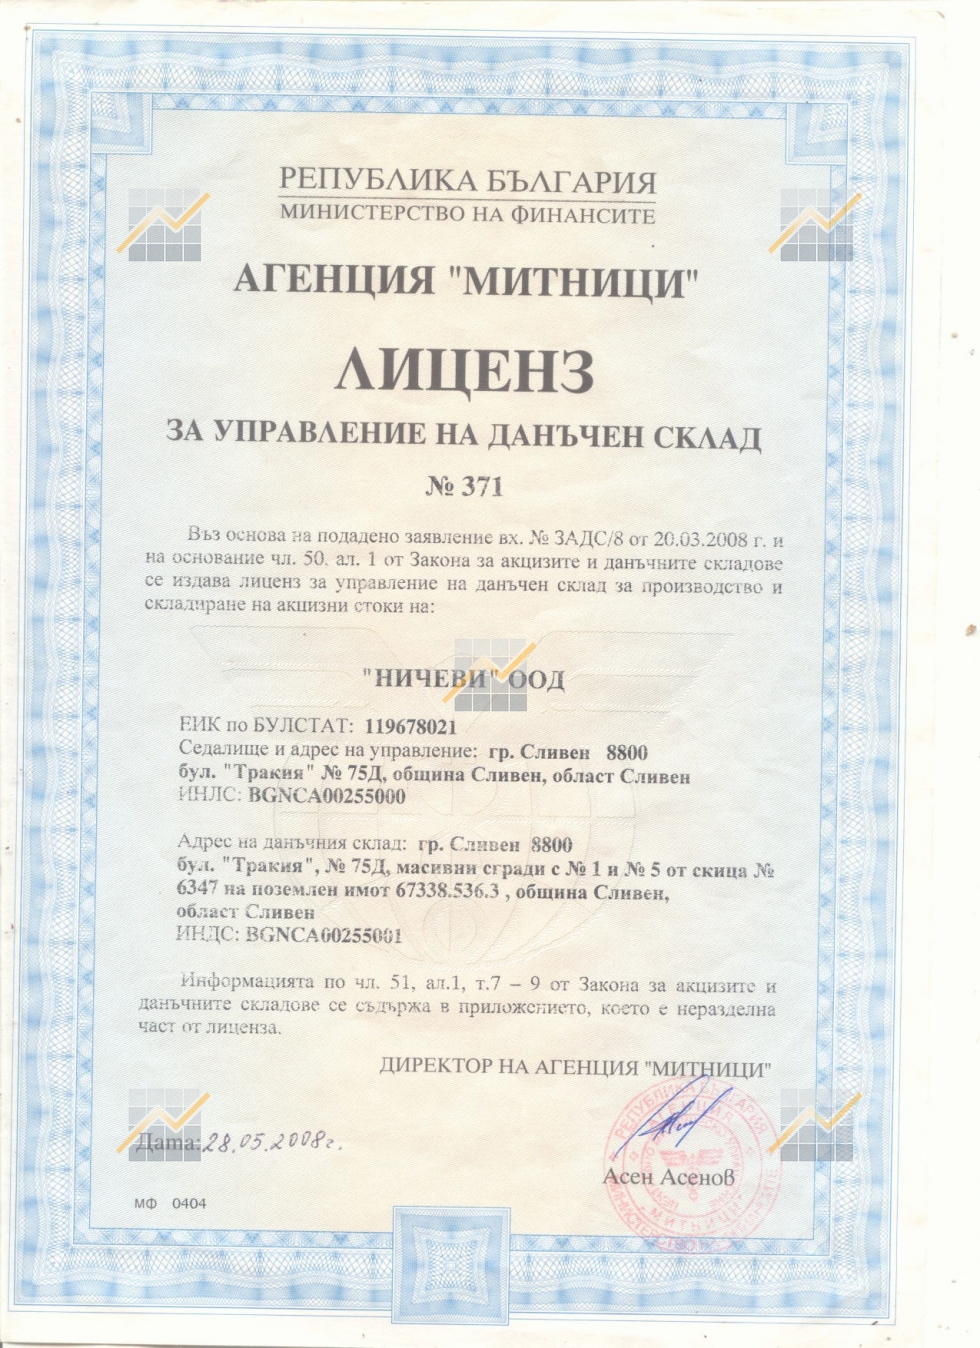 РЕПУБЛИКА БЪЛГАРИЯ
МИНИСТЕРСТВО НА ФИНАНСИТЕ
АГЕНЦИЯ "МИТНИЦИ"
ЛИЦЕНЗ
ЗА УПРАВЛЕНИЕ НА ДАНЪЧЕН СКЛАД
№ 371
Въз основа на подадено заявление вх. № ЗАДС/8 от 20.03.2008 г. и
на основание чл. 50, ал. 1 от Закона за акцизите и данъчните складове
се издава лиценз за управление на данъчен склад за производство и
складиране на акцизни стоки на:
"НИЧЕВИ" ООД
ЕИК по БУЛСТАТ: 119678021
Седалище и адрес на управление: гр. Сливен 8800
бул. "Тракия" № 75Д, община Сливен, област Сливен
ИНЛС: BGNCA00255000
Адрес на данъчния склад: гр. Сливен 8800
бул. "Тракия", № 75Д, масивни сгради с № 1 и № 5 от скица №
6347 на поземлен имот 67338.536.3 , община Сливен,
област Сливен
ИНДС: BGNCA00255001
Информацията по чл. 51, ал.1, т.7 – 9 от Закона за акцизите и
данъчните складове се съдържа в приложението, което е неразделна
част от лиценза.
ДИРЕКТОР НА АГЕНЦИЯ "МИТНИЦИ"
Дата: 28.05.2008г.
Асен Асенов
МФ 0404